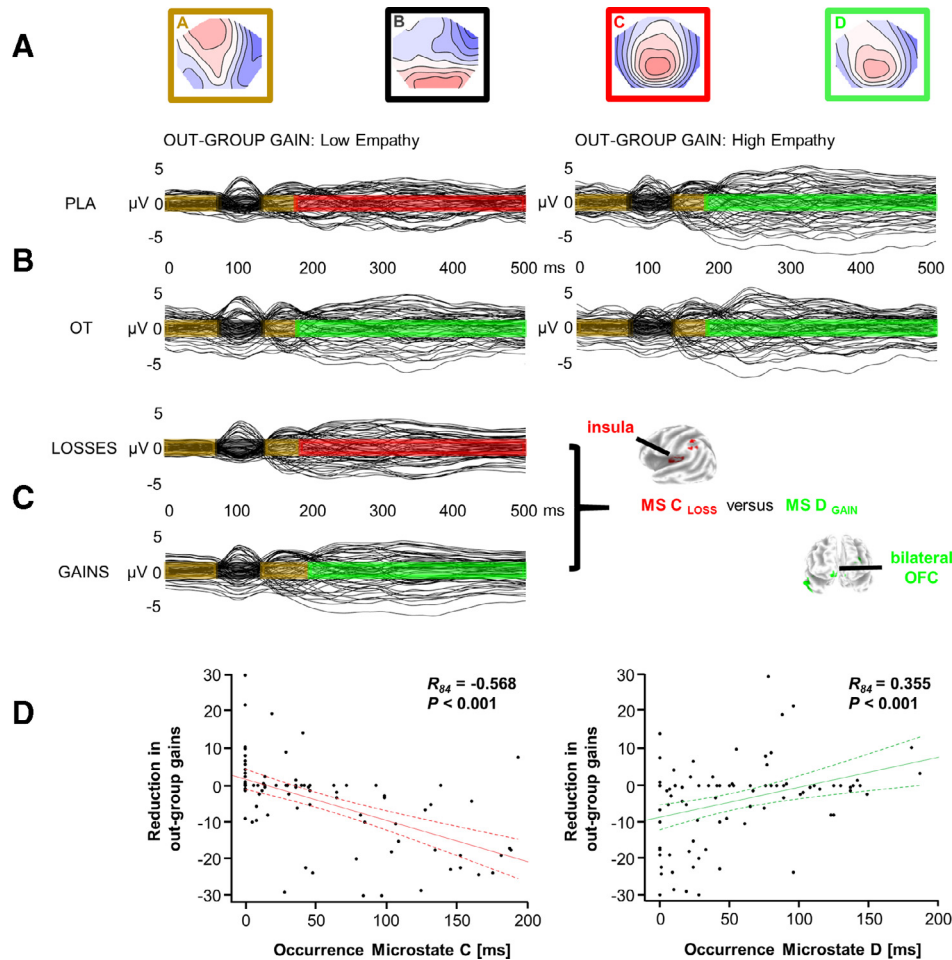 A
A
B
C
D
OUT-GROUP GAIN: Low Empathy
OUT-GROUP GAIN: High Empathy
PLA
5
µV 0
-5
5
µV 0
-5
B
0 100 200 300 400 500 ms
0 100 200 300 400 500
OT
5
µV 0
-5
5
µV 0
-5
LOSSES
5
µV 0
-5
insula
C
0 100 200 300 400 500 ms
MS C LOSS versus MS D GAIN
GAINS
5
µV 0
-5
bilateral
OFC
D
R84 = -0.568
P < 0.001
Reduction in
out-group gains
30
20
10
0
-10
-20
-30
0 50 100 150 200
Occurrence Microstate C [ms]
R84 = 0.355
P < 0.001
Reduction in
out-group gains
30
20
10
0
-10
-20
-30
0 50 100 150 200
Occurrence Microstate D [ms]